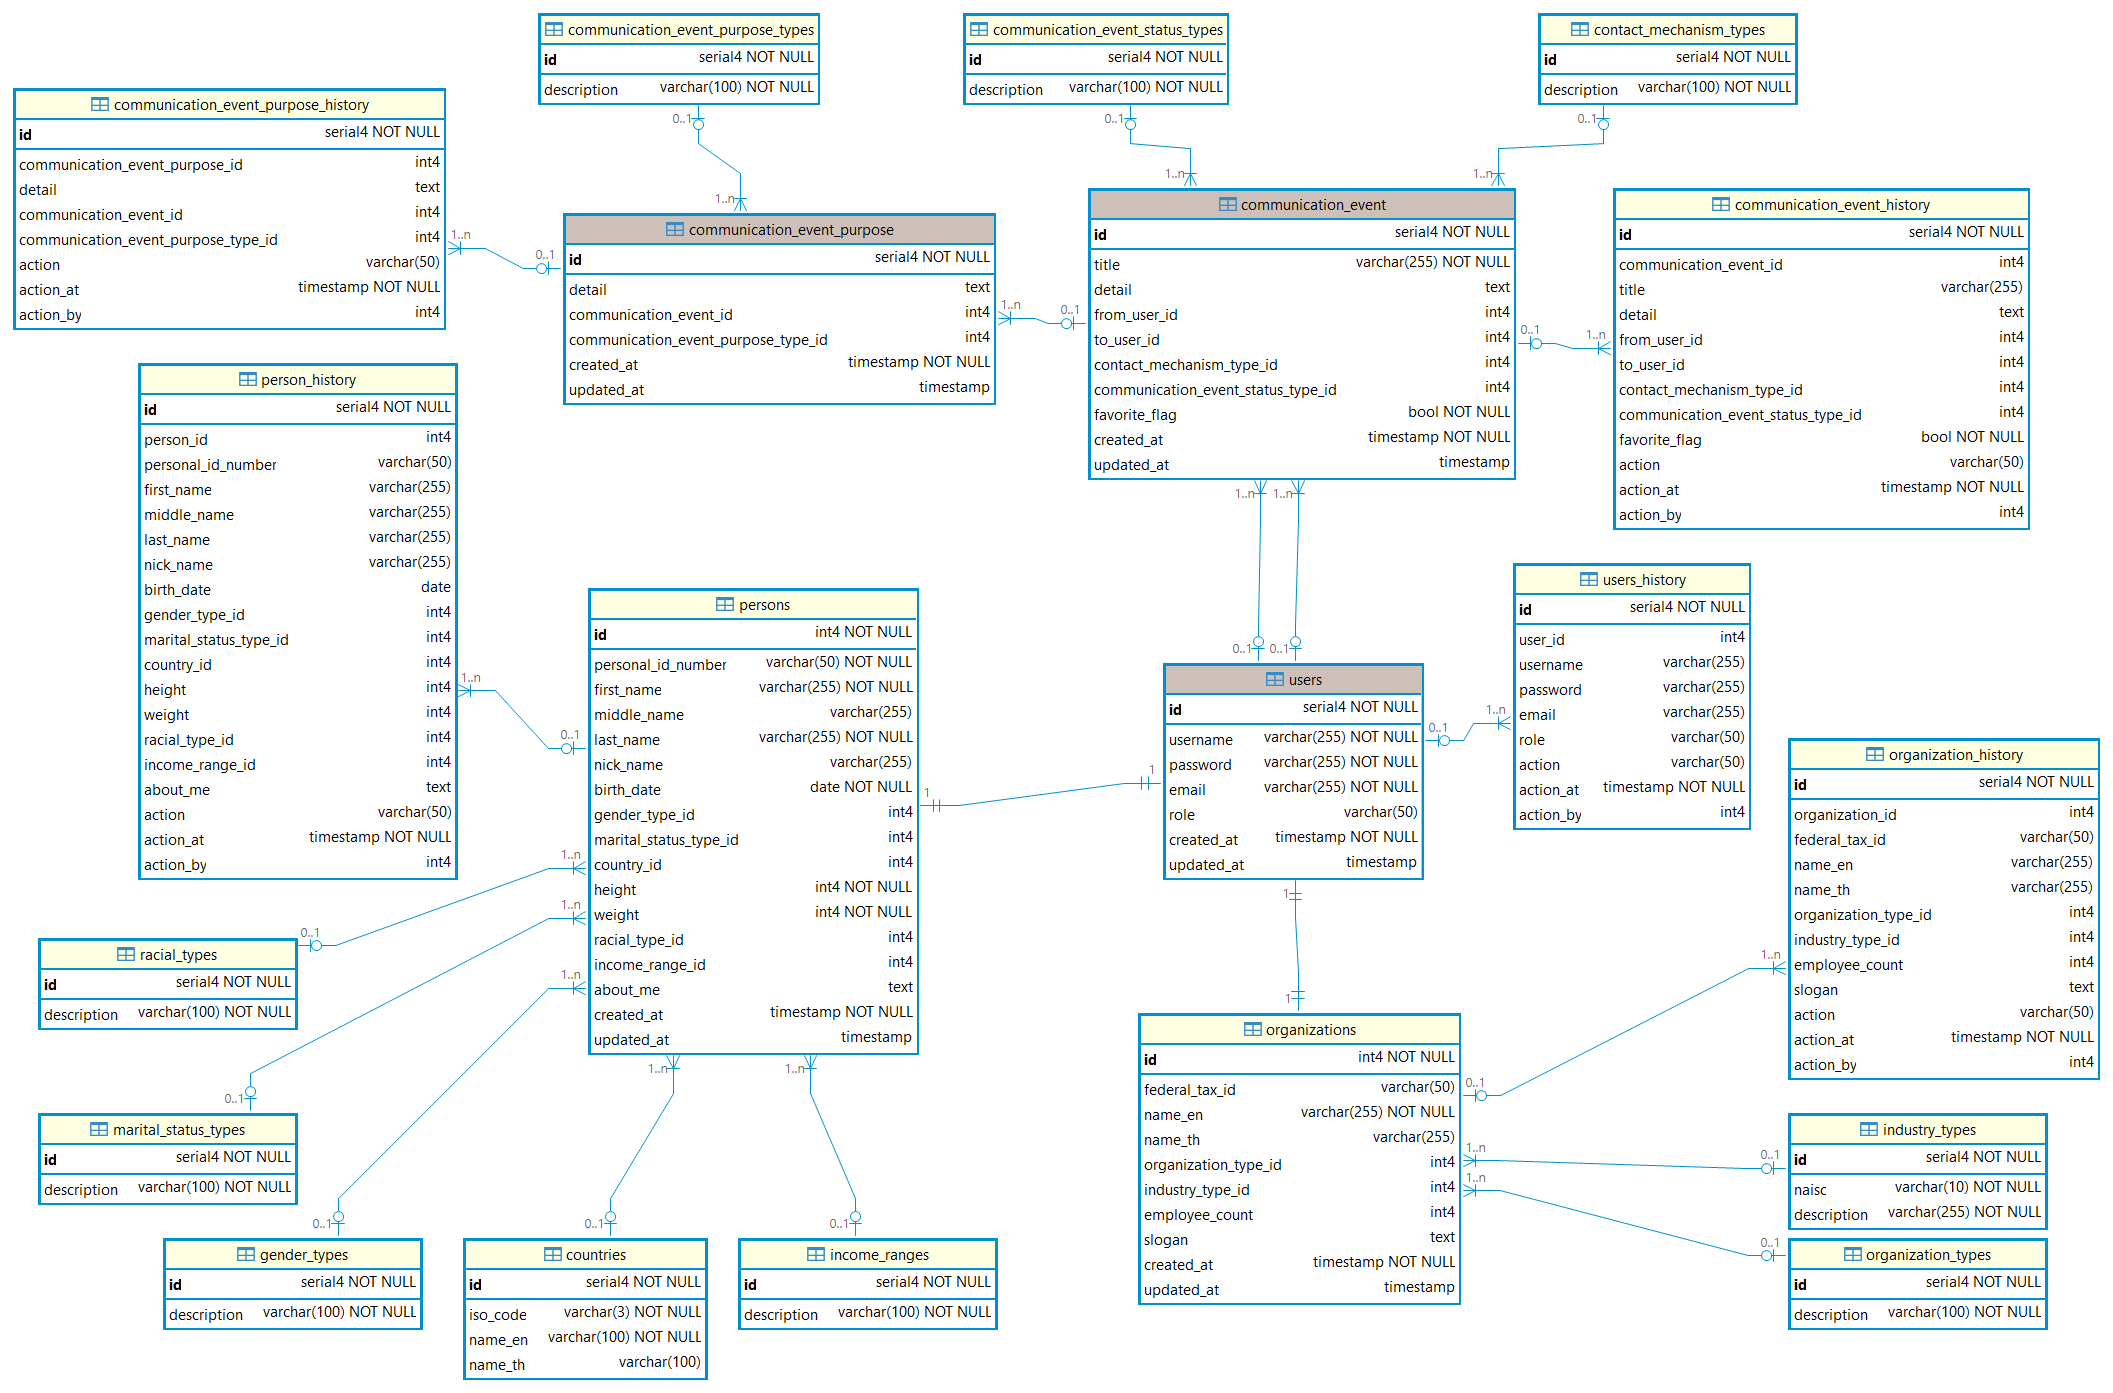 communication_event_purpose_types
id serial4 NOT NULL
description varchar(100) NOT NULL
communication_event_status_types
id serial4 NOT NULL
description varchar(100) NOT NULL
contact_mechanism_types
id serial4 NOT NULL
description varchar(100) NOT NULL
0..1
0..1
0..1
communication_event_purpose_history
id serial4 NOT NULL
communication_event_purpose_id int4
detail text
communication_event_id int4
communication_event_purpose_type_id int4
action varchar(50)
action_at timestamp NOT NULL
action_by int4
1..n
0..1
1..n
communication_event_purpose
id serial4 NOT NULL
detail text
communication_event_id int4
communication_event_purpose_type_id int4
created_at timestamp NOT NULL
updated_at timestamp
1..n
0..1
1..n
1..n
communication_event
id serial4 NOT NULL
title varchar(255) NOT NULL
detail text
from_user_id int4
to_user_id int4
contact_mechanism_type_id int4
communication_event_status_type_id int4
favorite_flag bool NOT NULL
created_at timestamp NOT NULL
updated_at timestamp
0..1
1..n
communication_event_history
id serial4 NOT NULL
communication_event_id int4
title varchar(255)
detail text
from_user_id int4
to_user_id int4
contact_mechanism_type_id int4
communication_event_status_type_id int4
favorite_flag bool NOT NULL
action varchar(50)
action_at timestamp NOT NULL
action_by int4
1..n
1..n
0..1
0..1
person_history
id serial4 NOT NULL
person_id int4
personal_id_number varchar(50)
first_name varchar(255)
middle_name varchar(255)
last_name varchar(255)
nick_name varchar(255)
birth_date date
gender_type_id int4
marital_status_type_id int4
country_id int4
height int4
weight int4
racial_type_id int4
income_range_id int4
about_me text
action varchar(50)
action_at timestamp NOT NULL
action_by int4
1..n
0..1
persons
id int4 NOT NULL
personal_id_number varchar(50) NOT NULL
first_name varchar(255) NOT NULL
middle_name varchar(255)
last_name varchar(255) NOT NULL
nick_name varchar(255)
birth_date date NOT NULL
gender_type_id int4
marital_status_type_id int4
country_id int4
height int4 NOT NULL
weight int4 NOT NULL
racial_type_id int4
income_range_id int4
about_me text
created_at timestamp NOT NULL
updated_at timestamp
1
1
users
id serial4 NOT NULL
username varchar(255) NOT NULL
password varchar(255) NOT NULL
email varchar(255) NOT NULL
role varchar(50)
created_at timestamp NOT NULL
updated_at timestamp
0..1
1..n
users_history
id serial4 NOT NULL
user_id int4
username varchar(255)
password varchar(255)
email varchar(255)
role varchar(50)
action varchar(50)
action_at timestamp NOT NULL
action_by int4
organization_history
id serial4 NOT NULL
organization_id int4
federal_tax_id varchar(50)
name_en varchar(255)
name_th varchar(255)
organization_type_id int4
industry_type_id int4
employee_count int4
slogan text
action varchar(50)
action_at timestamp NOT NULL
action_by int4
1..n
0..1
1
1
1..n
1..n
1..n
0..1
racial_types
id serial4 NOT NULL
description varchar(100) NOT NULL
0..1
marital_status_types
id serial4 NOT NULL
description varchar(100) NOT NULL
1..n
1..n
0..1
0..1
0..1
gender_types
id serial4 NOT NULL
description varchar(100) NOT NULL
countries
id serial4 NOT NULL
iso_code varchar(3) NOT NULL
name_en varchar(100) NOT NULL
name_th varchar(100)
income_ranges
id serial4 NOT NULL
description varchar(100) NOT NULL
organizations
id int4 NOT NULL
federal_tax_id varchar(50)
name_en varchar(255) NOT NULL
name_th varchar(255)
organization_type_id int4
industry_type_id int4
employee_count int4
slogan text
created_at timestamp NOT NULL
updated_at timestamp
1..n
0..1
1..n
0..1
industry_types
id serial4 NOT NULL
naisc varchar(10) NOT NULL
description varchar(255) NOT NULL
organization_types
id serial4 NOT NULL
description varchar(100) NOT NULL